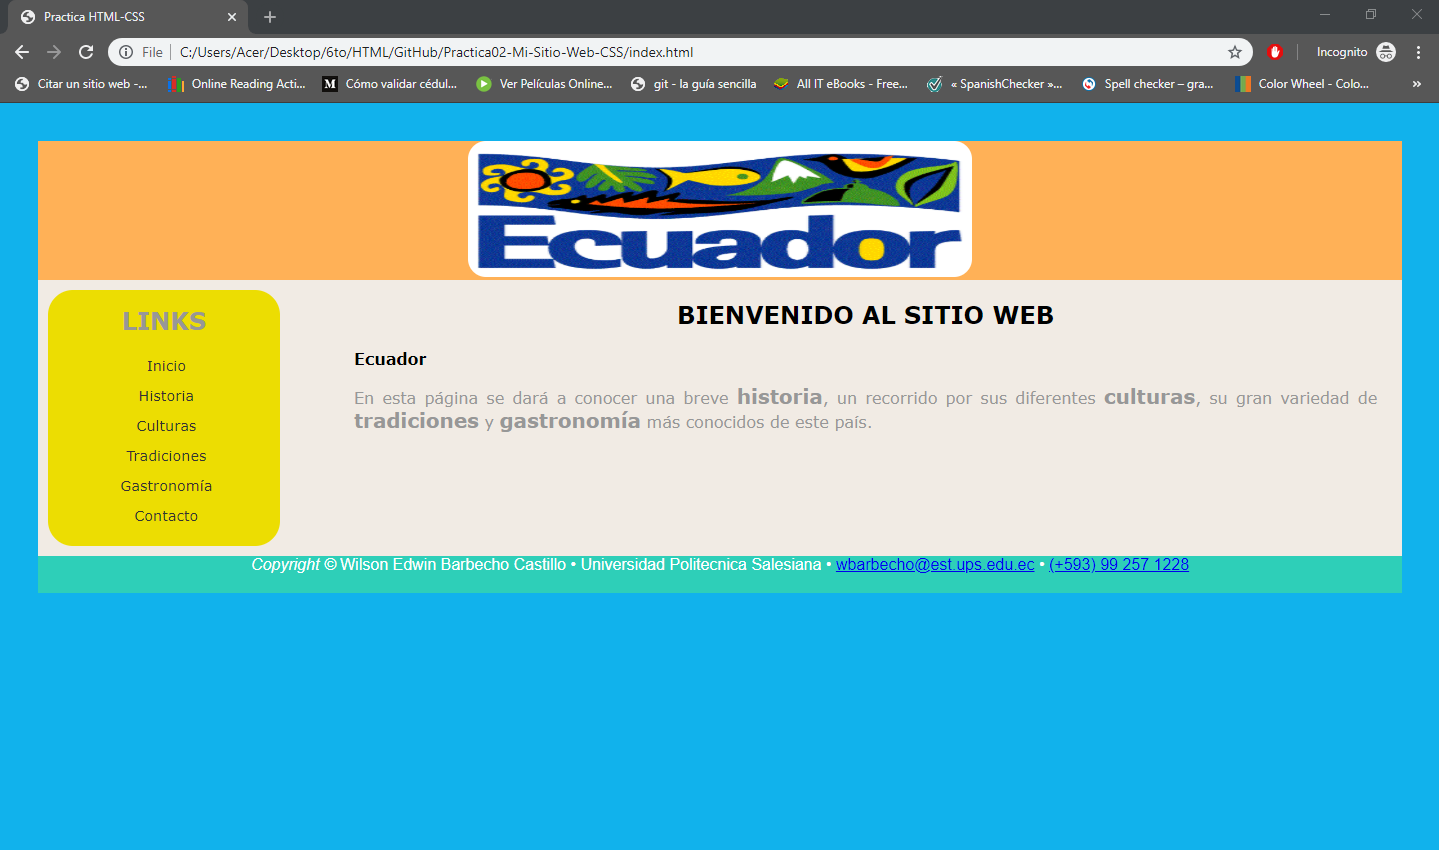 Practica HTML-CSS
File C:/Users/Acer/Desktop/6to/HTML/GitHub/Practica02-Mi-Sitio-Web-CSS/index.html Incognito
Citar un sitio web -... Online Reading Acti... M Cómo validar cédul... Ver Películas Online... git - la guía sencilla All IT eBooks - Free... « SpanishChecker »... Spell checker – gra... Color Wheel - Colo... »
Ecuador
LINKS
Inicio
Historia
Culturas
Tradiciones
Gastronomía
Contacto
BIENVENIDO AL SITIO WEB
Ecuador
En esta página se dará a conocer una breve historia, un recorrido por sus diferentes culturas, su gran variedad de
tradiciones y gastronomía más conocidos de este país.
Copyright © Wilson Edwin Barbecho Castillo • Universidad Politecnica Salesiana • wbarbecho@est.ups.edu.ec • (+593) 99 257 1228